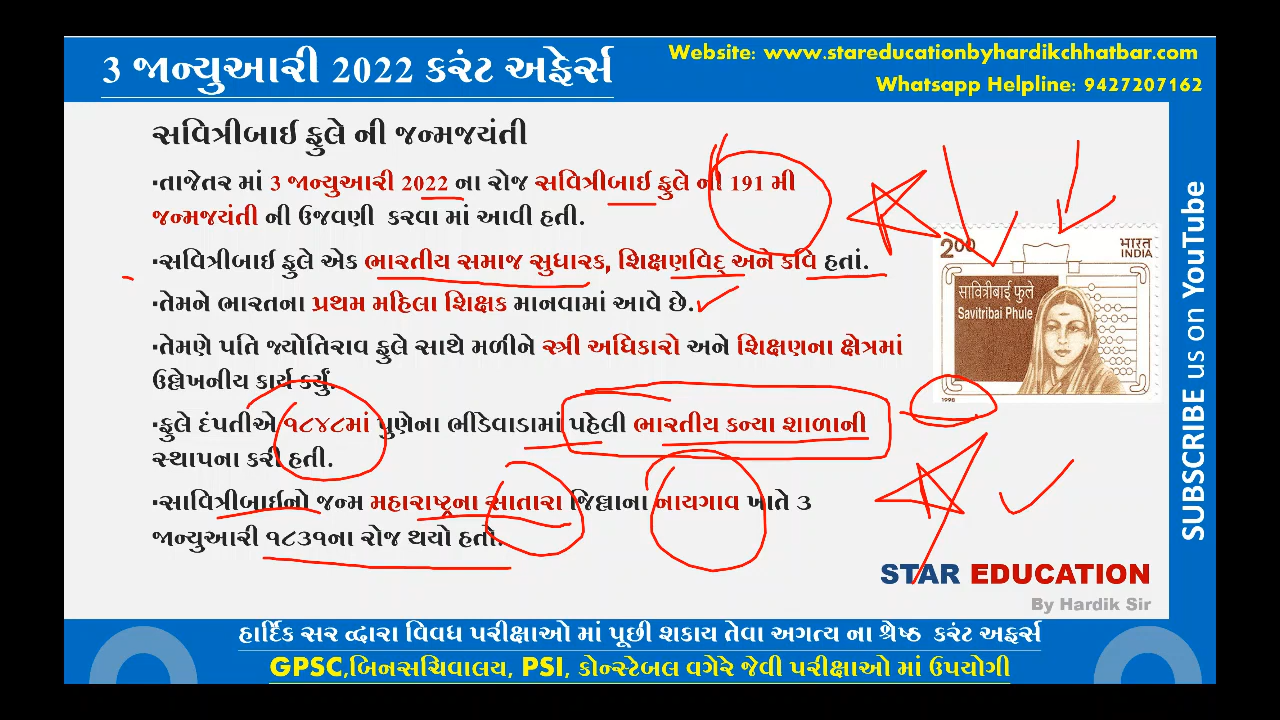 3 જાન્યુઆરી 2022 કરંટ અફેર્સ
Website: www.stareducationbyhardikchhatbar.com
Whatsapp Helpline: 9427207162
સવિત્રીબાઈ ફુલે ની જન્મજયંતી
▪તાજેતર માં 3 જાન્યુઆરી 2022 ના રોજ સવિત્રીબાઈ ફુલે ની 191 મી
જન્મજયંતી ની ઉજવણી કરવા માં આવી હતી.
▪સવિત્રીબાઈ ફુલે એક ભારતીય સમાજ સુધારક, શિક્ષણવિદ્ અને કવિ હતાં.
▪તેમને ભારતના પ્રથમ મહિલા શિક્ષક માનવામાં આવે છે.
▪તેમણે પતિ જ્યોતિરાવ ફુલે સાથે મળીને સ્ત્રી અધિકારો અને શિક્ષણના ક્ષેત્રમાં
ઉલ્લેખનીય કાર્ય કર્યું.
▪ફુલે દંપતીએ ૧૮૪૮માં પુણેના ભીડેવાડામાં પહેલી ભારતીય કન્યા શાળાની
સ્થાપના કરી હતી.
▪સાવિત્રીબાઈનો જન્મ મહારાષ્ટ્રના સાતારા જિલ્લાના નાયગાવ ખાતે 3
જાન્યુઆરી ૧૮૩૧ના રોજ થયો હતો.
2.00
भारत
INDIA
सावित्रीबाई फुले
Savitribai Phule
1998
STAR EDUCATION
By Hardik Sir
SUBSCRIBE us on YouTube
હાર્દિક સર દ્વારા વિવધ પરીક્ષાઓ માં પૂછી શકાય તેવા અગત્ય ના શ્રેષ્ઠ કરંટ અફર્સ
GPSC,બિનસચિવાલય, PSI, કોન્સ્ટેબલ વગેરે જેવી પરીક્ષાઓ માં ઉપયોગી